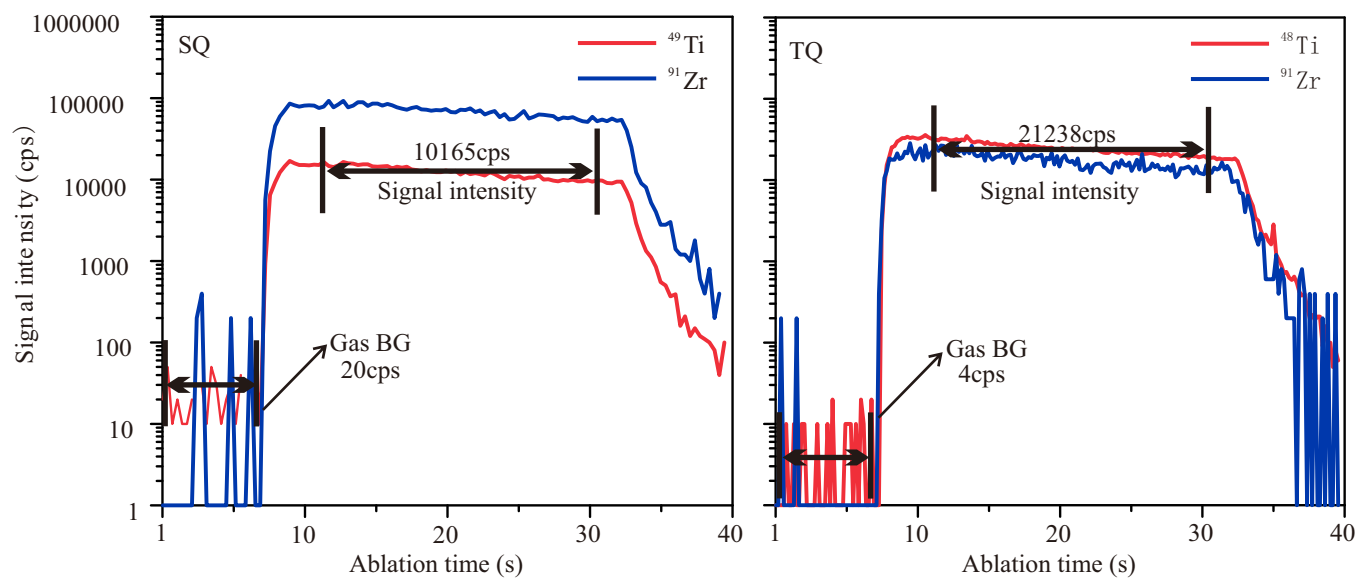 Signal intensity (cps)
1000000
100000
10000
1000
100
10
1
SQ
⁴⁹Ti
⁹¹Zr
10165cps
Signal intensity
Gas BG
20cps
1
10
20
30
40
Ablation time (s)
TQ
⁴⁸Ti
⁹¹Zr
21238cps
Signal intensity
Gas BG
4cps
1
10
20
30
40
Ablation time (s)